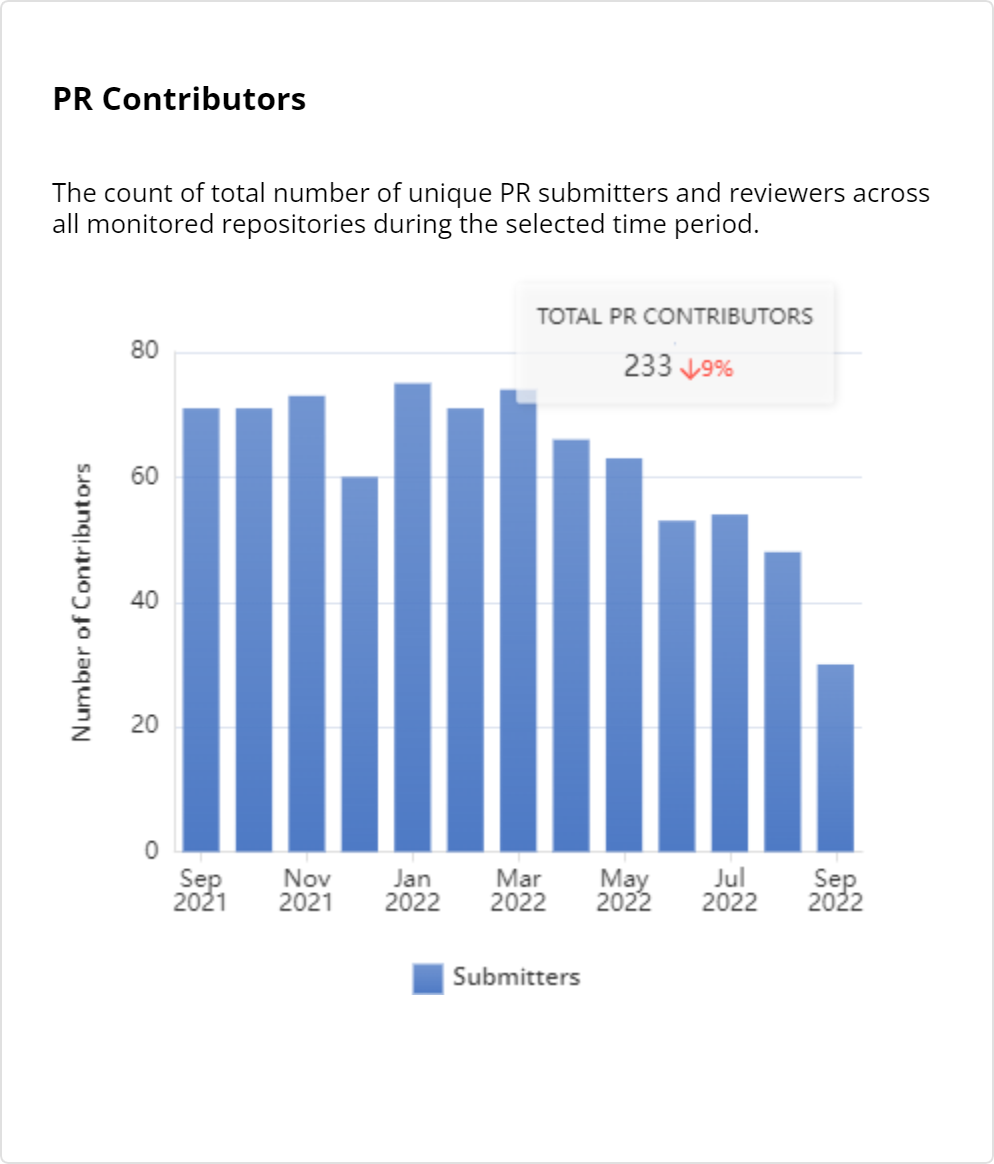 PR Contributors
The count of total number of unique PR submitters and reviewers across
all monitored repositories during the selected time period.
TOTAL PR CONTRIBUTORS
233 ↓9%
Number of Contributors
80
60
40
20
0
Sep 2021
Nov 2021
Jan 2022
Mar 2022
May 2022
Jul 2022
Sep 2022
Submitters